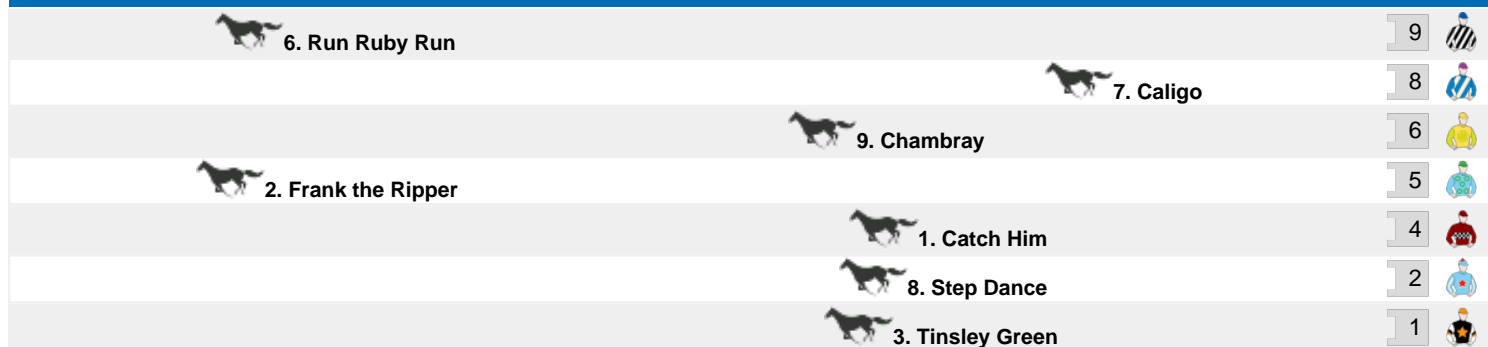 6. Run Ruby Run 9
7. Caligo 8
9. Chambray 6
2. Frank the Ripper 5
1. Catch Him 4
8. Step Dance 2
3. Tinsley Green 1